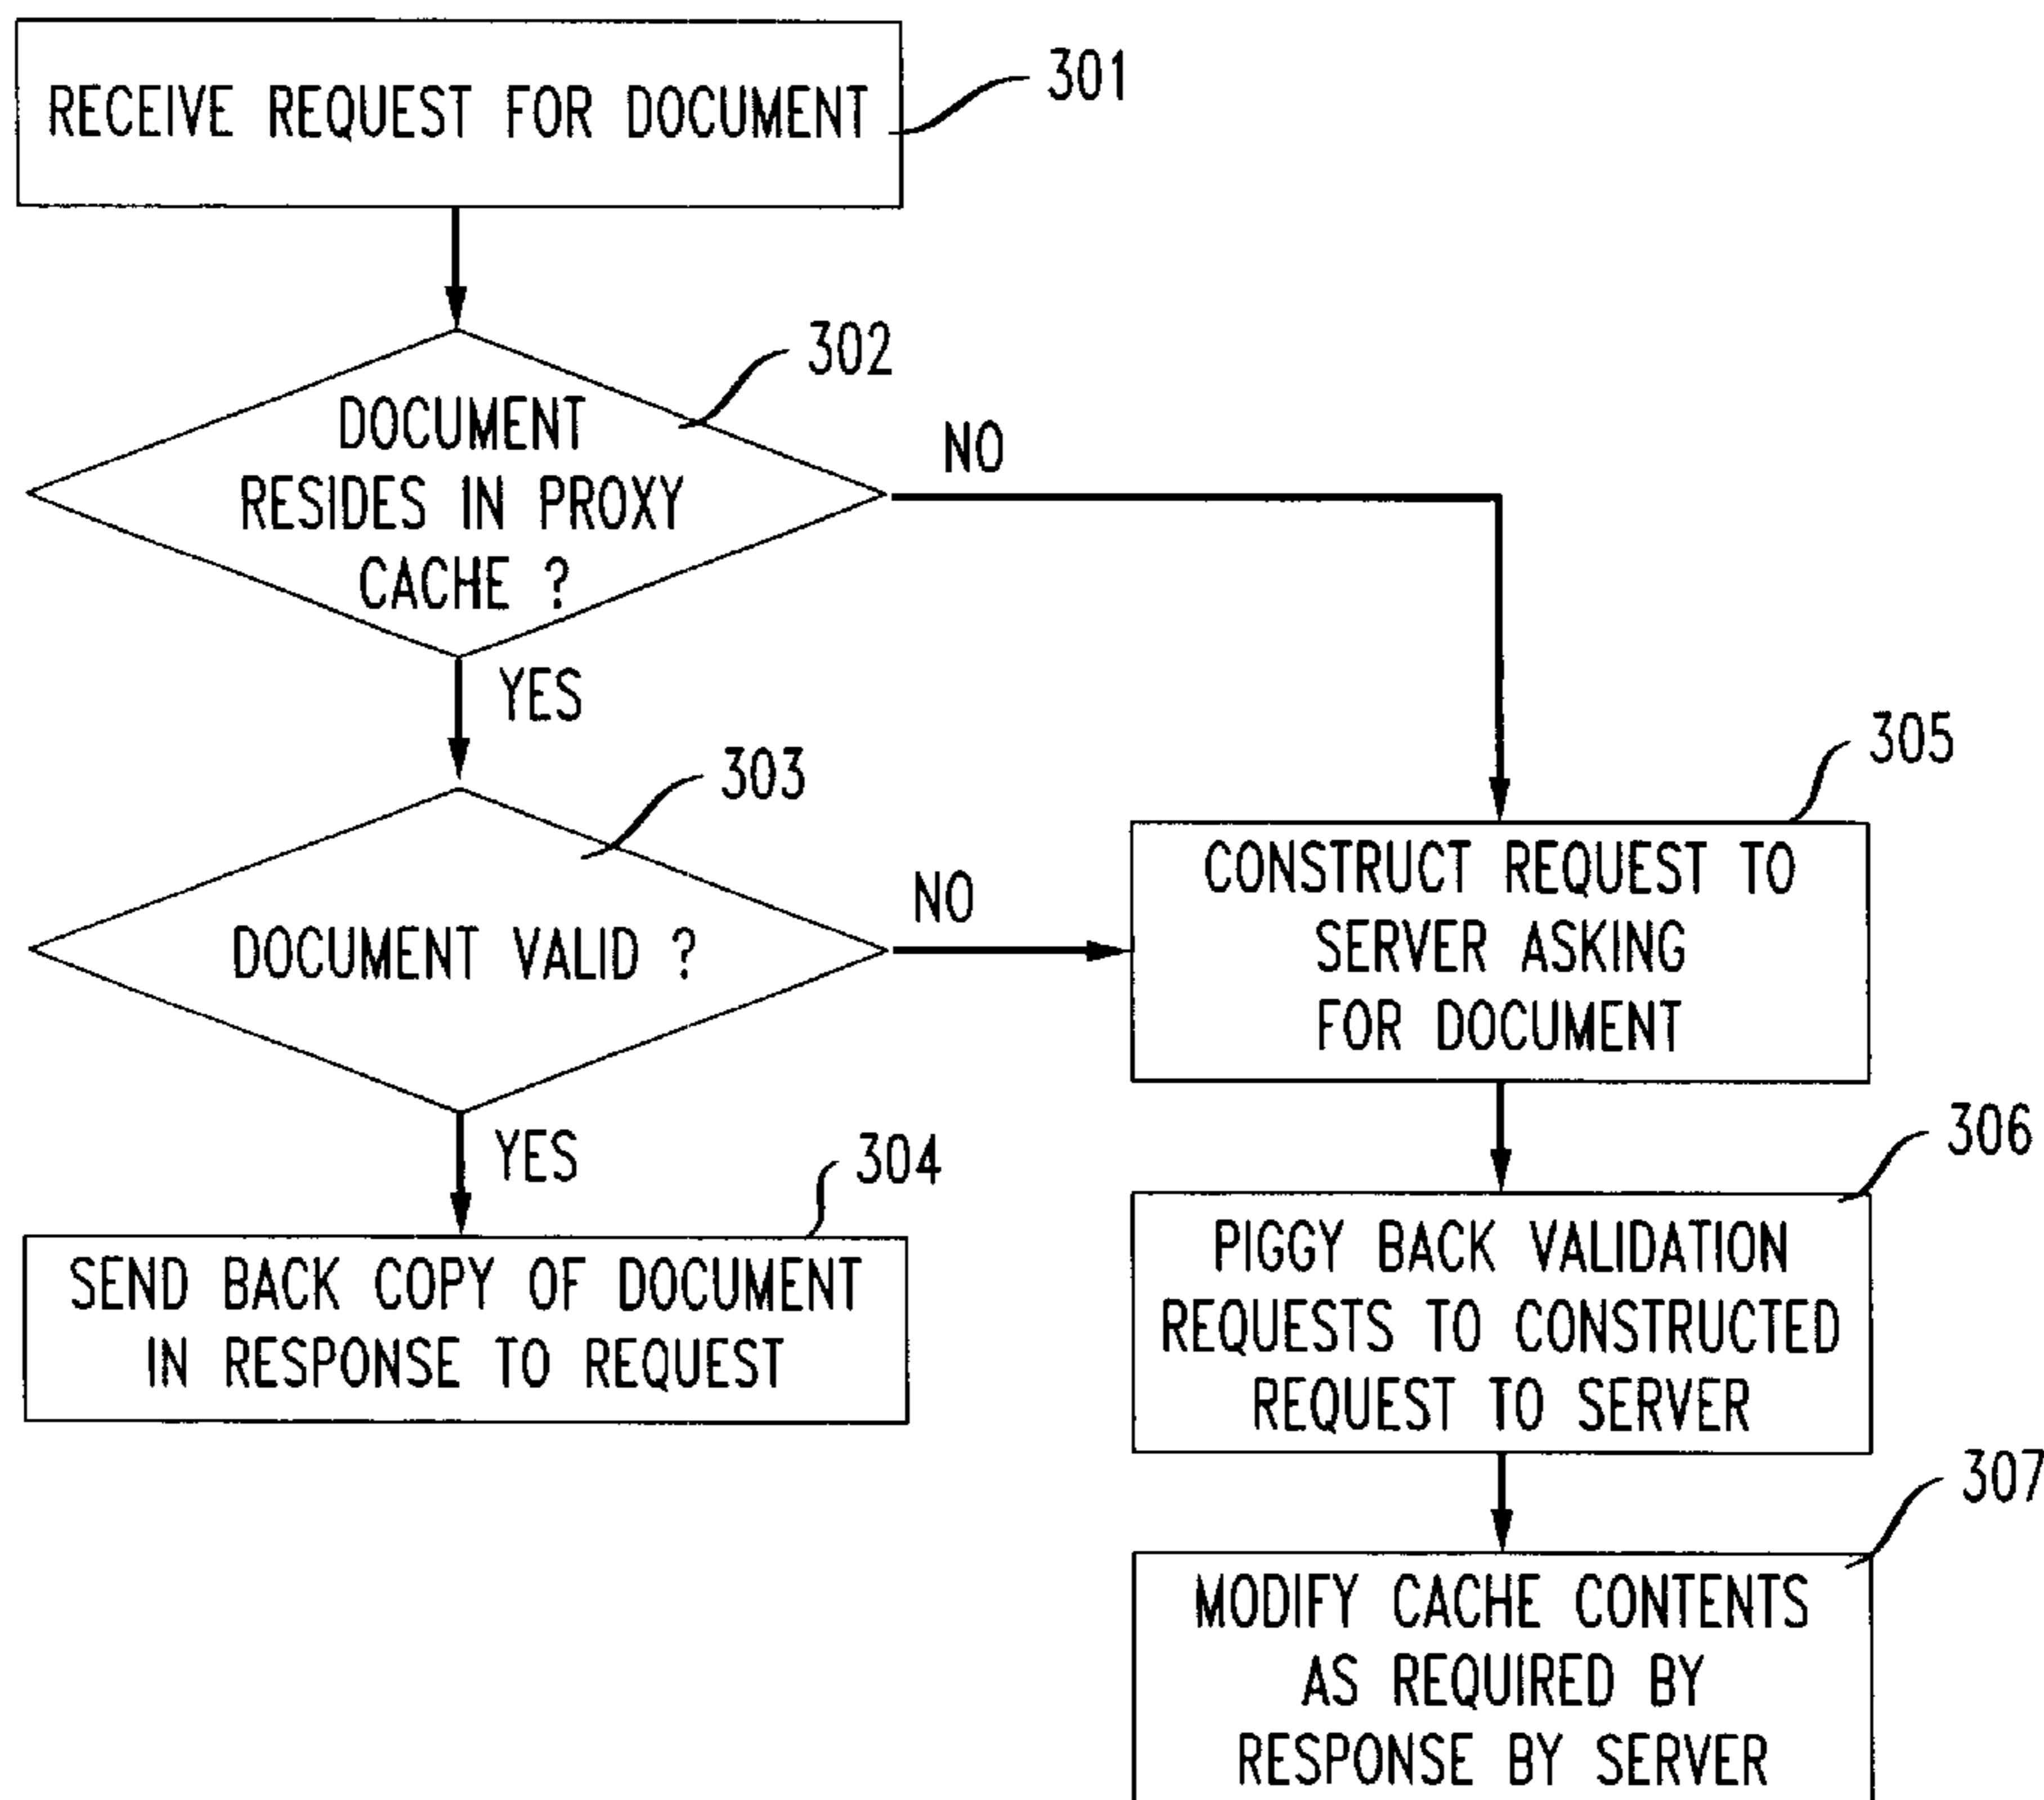 RECEIVE REQUEST FOR DOCUMENT
301
302
DOCUMENT
RESIDES IN PROXY
CACHE ?
NO
YES
303
DOCUMENT VALID ?
NO
YES
304
SEND BACK COPY OF DOCUMENT
IN RESPONSE TO REQUEST
305
CONSTRUCT REQUEST TO
SERVER ASKING
FOR DOCUMENT
306
PIGGY BACK VALIDATION
REQUESTS TO CONSTRUCTED
REQUEST TO SERVER
307
MODIFY CACHE CONTENTS
AS REQUIRED BY
RESPONSE BY SERVER